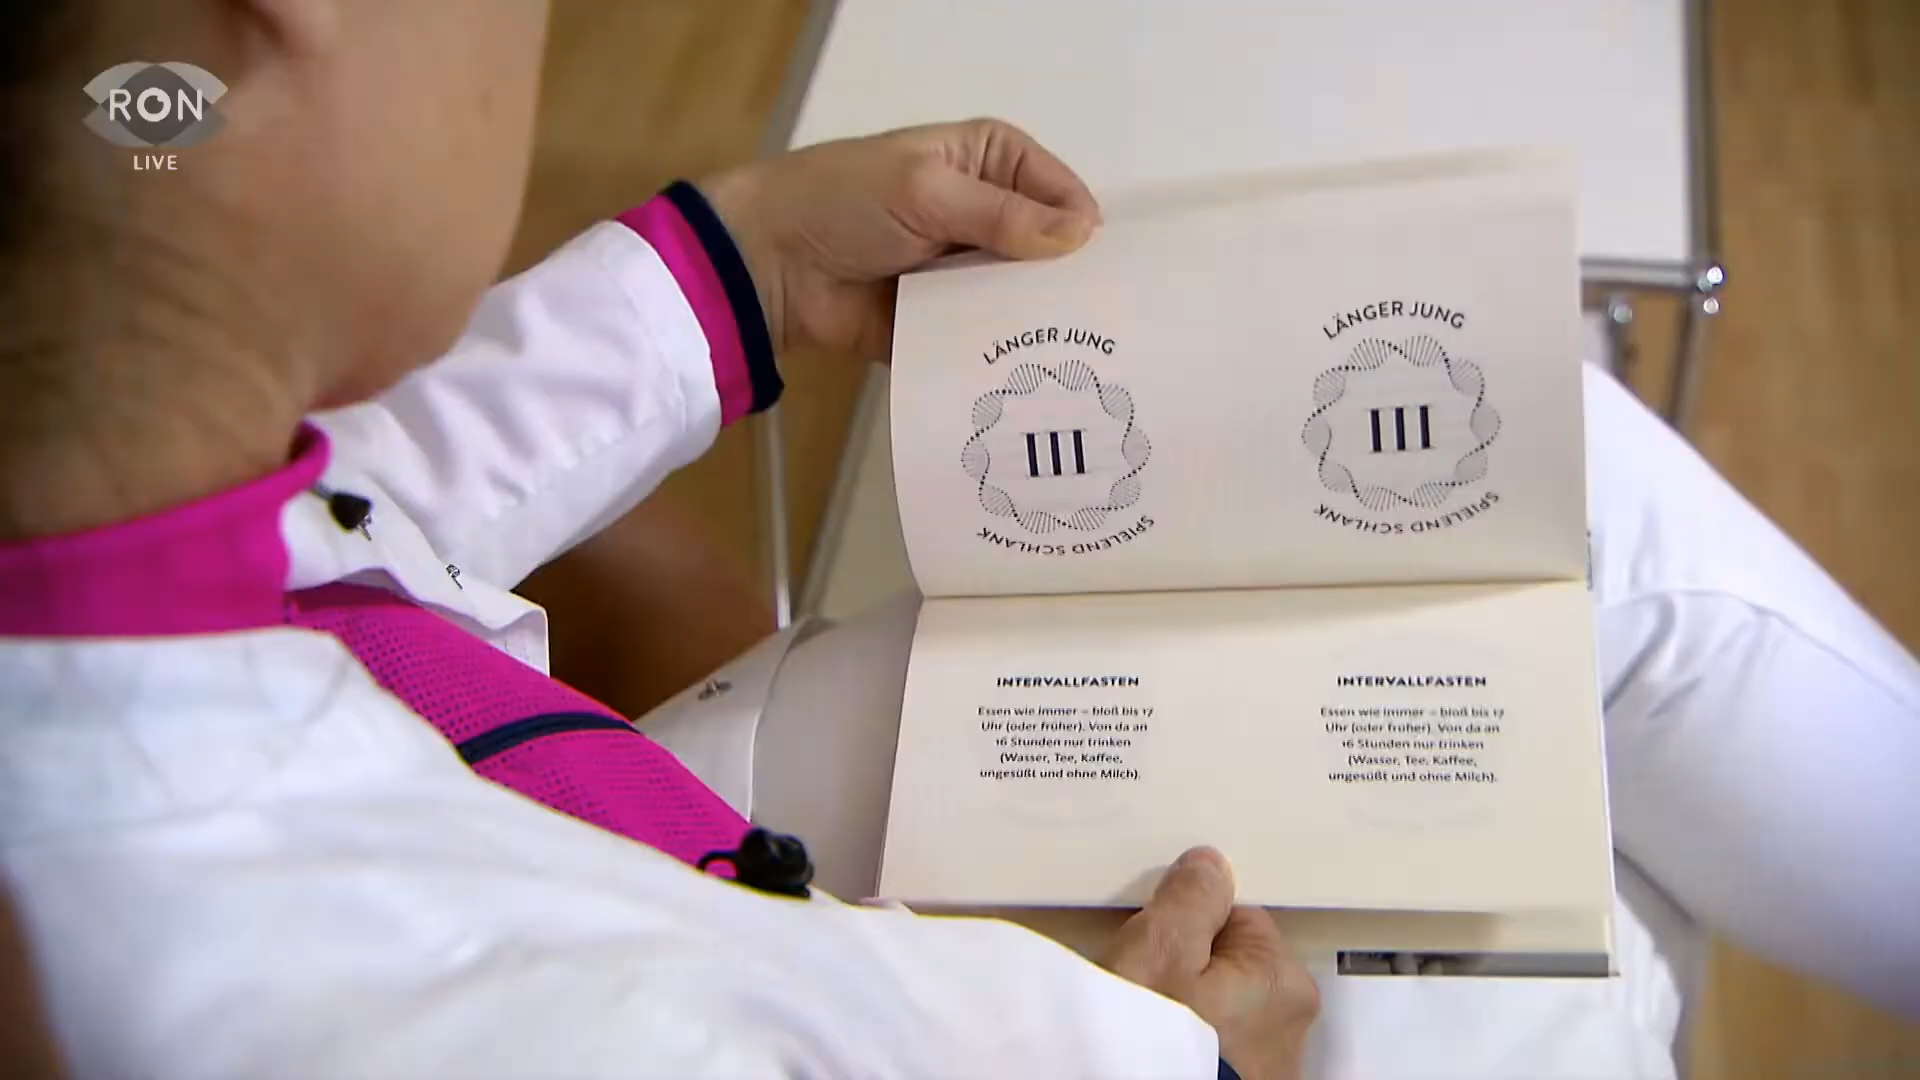 RON
LIVE
LÄNGER JUNG
III
SPIELEND SCHLANK
LÄNGER JUNG
III
SPIELEND SCHLANK
INTERVALLFASTEN
Essen wie immer – bloß bis 17
Uhr (oder früher). Von da an
16 Stunden nur trinken
(Wasser, Tee, Kaffee,
ungesüßt und ohne Milch).
INTERVALLFASTEN
Essen wie immer – bloß bis 17
Uhr (oder früher). Von da an
16 Stunden nur trinken
(Wasser, Tee, Kaffee,
ungesüßt und ohne Milch).